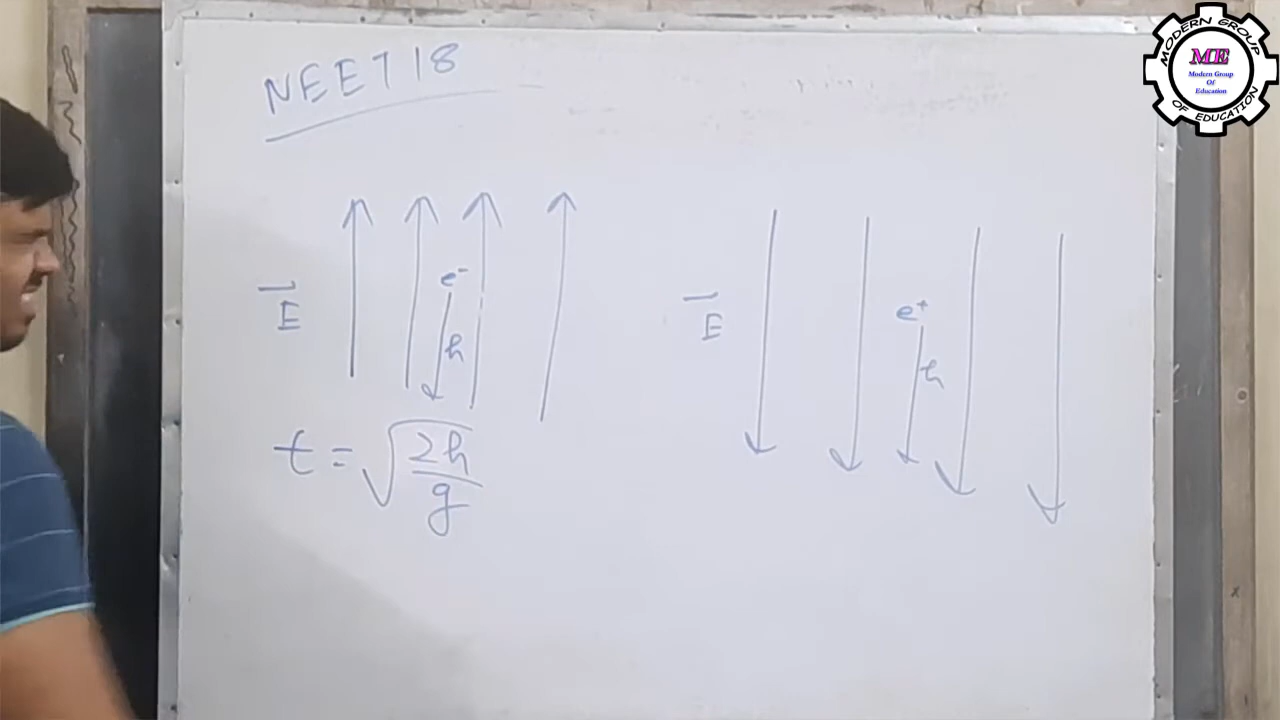 NEET 18
E
e-
h
t = √2h/g
E
e+
h
MODERN GROUP
OF EDUCATION
ME
Modern Group
Of
Education